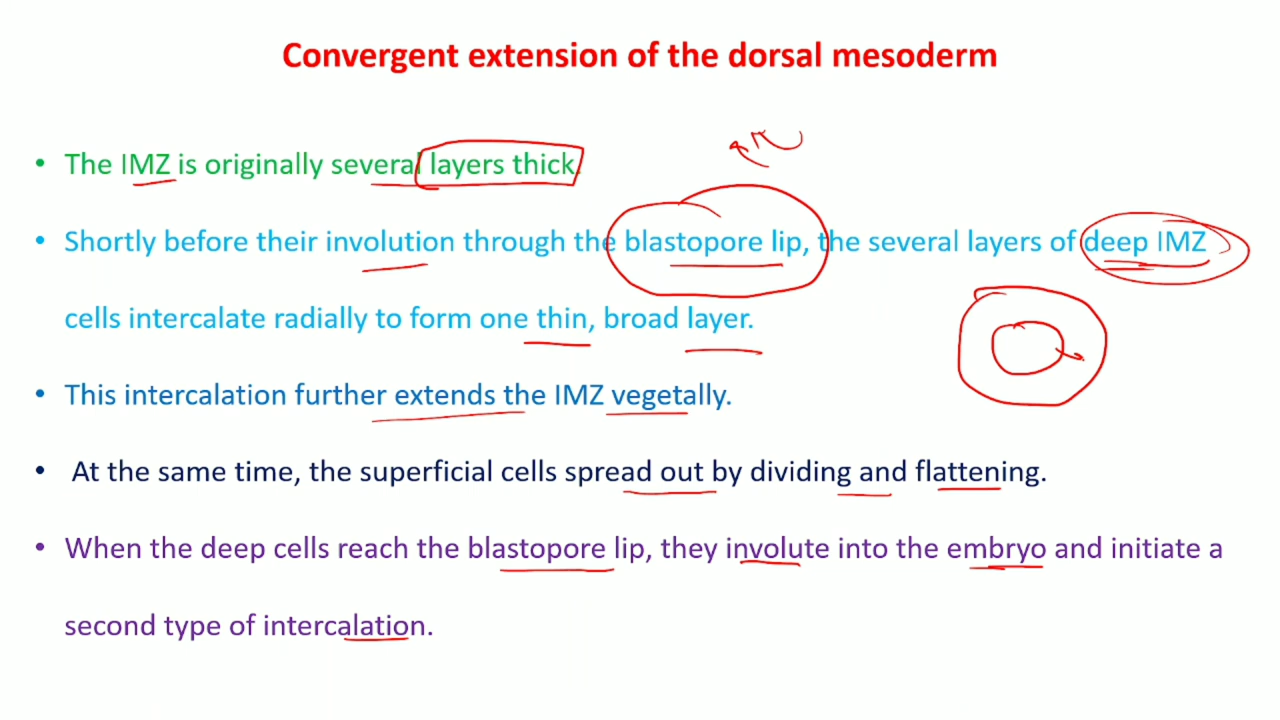 Convergent extension of the dorsal mesoderm
• The IMZ is originally several layers thick.
• Shortly before their involution through the blastopore lip, the several layers of deep IMZ
cells intercalate radially to form one thin, broad layer.
• This intercalation further extends the IMZ vegetally.
• At the same time, the superficial cells spread out by dividing and flattening.
• When the deep cells reach the blastopore lip, they involute into the embryo and initiate a
second type of intercalation.